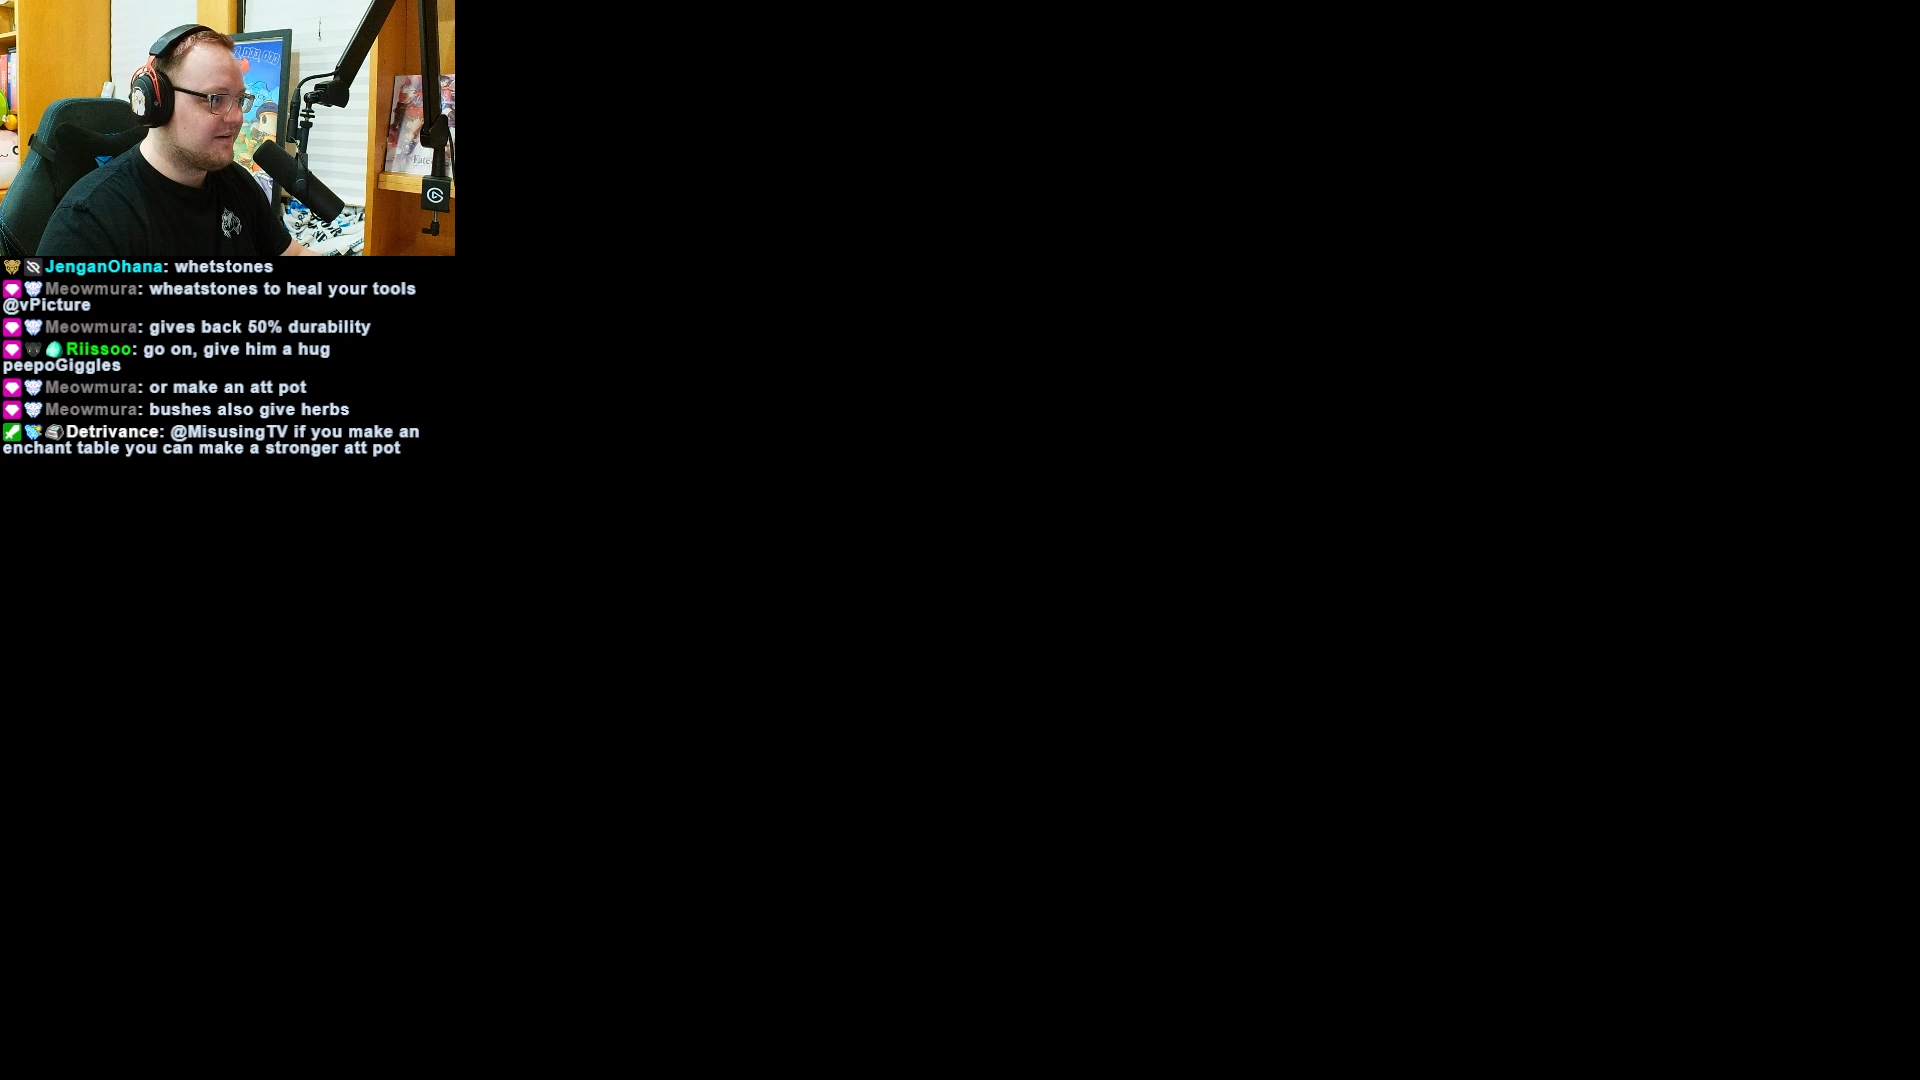 JenganOhana: whetstones
Meowmura: wheatstones to heal your tools
@vPicture
Meowmura: gives back 50% durability
Riissoo: go on, give him a hug
peepoGiggles
Meowmura: or make an att pot
Meowmura: bushes also give herbs
Detrivance: @MisusingTV if you make an
enchant table you can make a stronger att pot
Fate